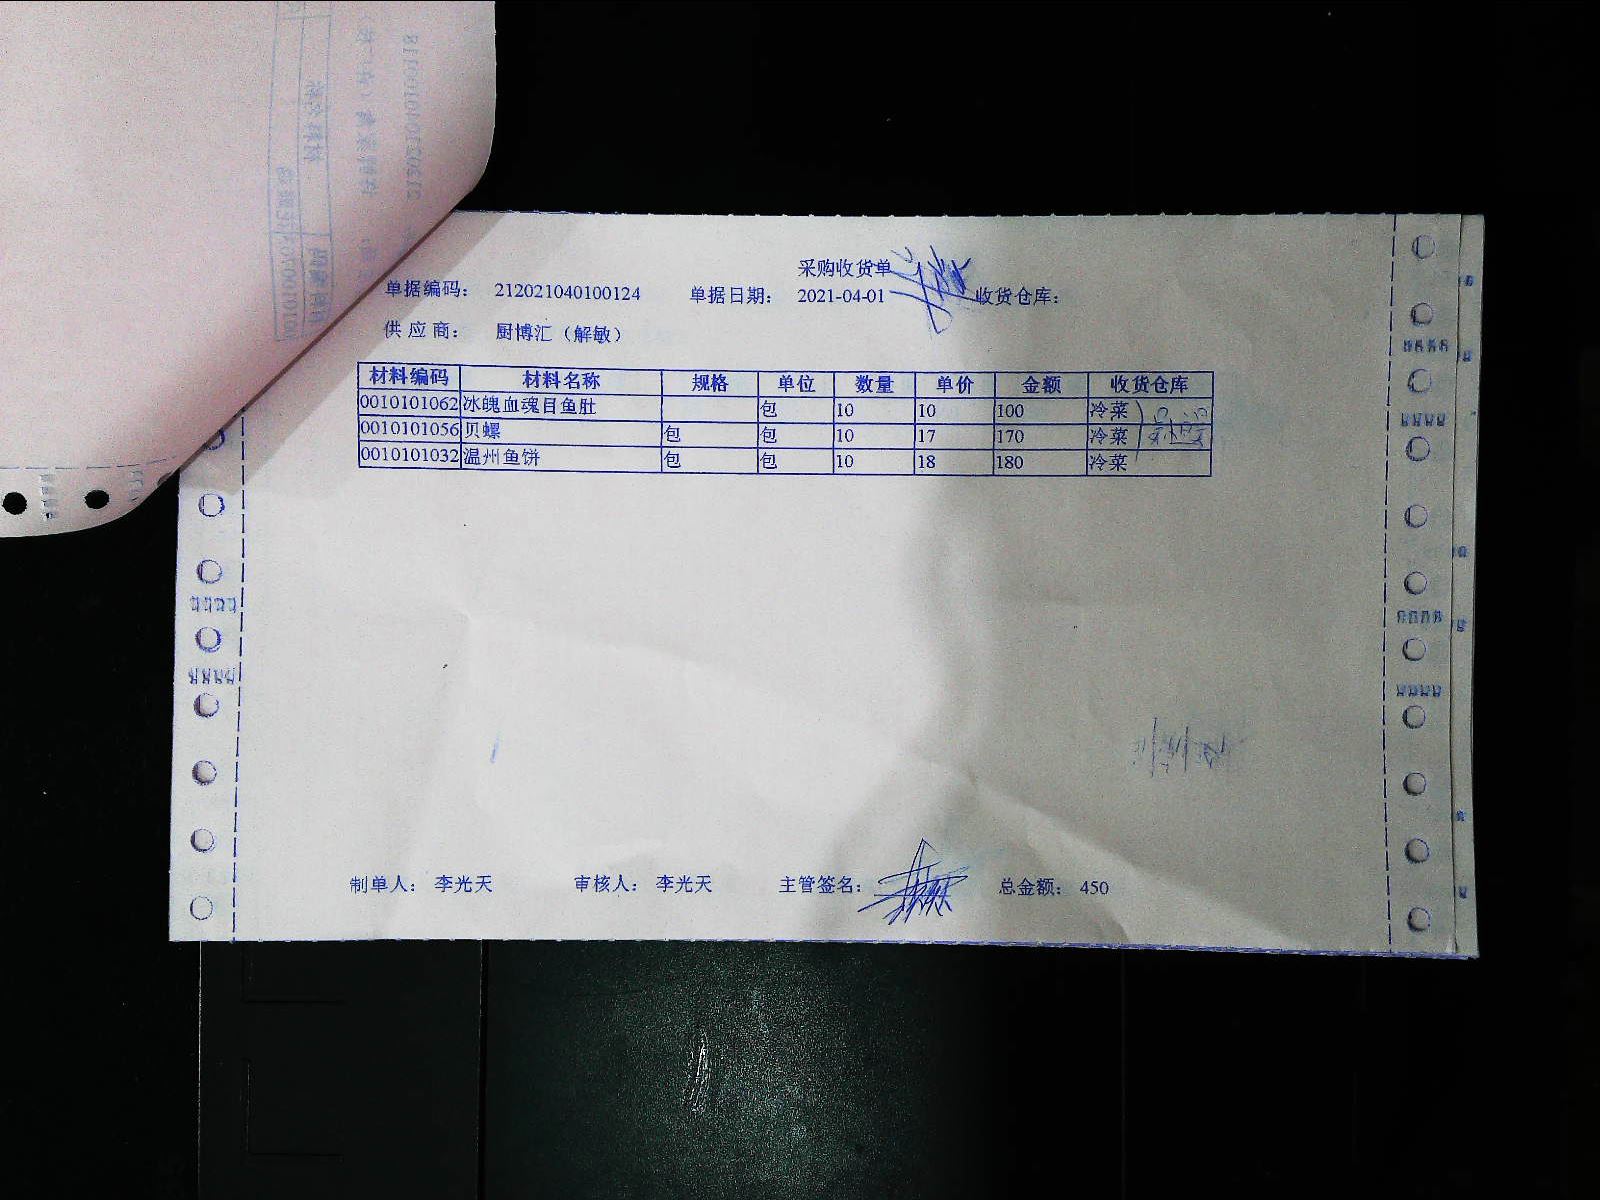 采购收货单
单据编码： 212021040100124 单据日期： 2021-04-01 收货仓库：
供应商： 厨博汇（解敏）
材料编码 材料名称 规格 单位 数量 单价 金额 收货仓库
0010101062 冰魄血魂目鱼肚 包 10 10 100 冷菜
0010101056 贝螺 包 包 10 17 170 冷菜
0010101032 温州鱼饼 包 包 10 18 180 冷菜
制单人： 李光天 审核人： 李光天 主管签名： 总金额： 450